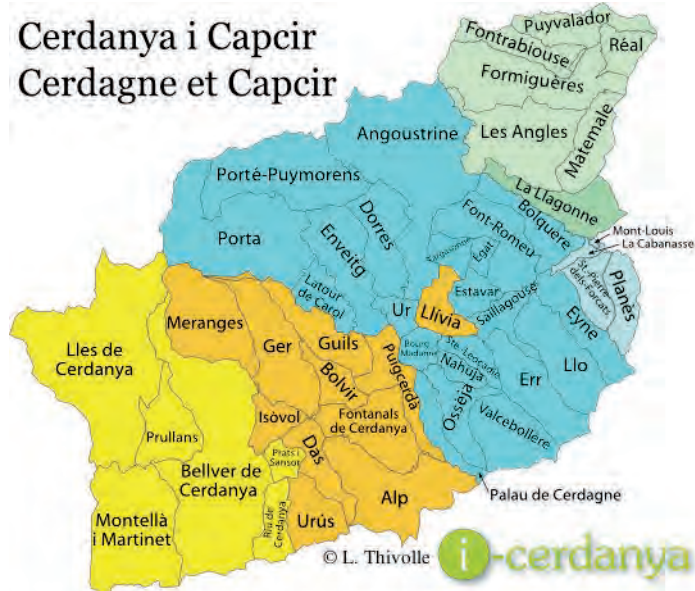 Cerdanya i Capcir
Cerdagne et Capcir
Puyvalador
Fontrabiouse
Réal
Formiguères
Les Angles
Matemale
La Llagonne
Angoustrine
Porté-Puymorens
Porta
Enveitg
Dorres
Latour
de Carol
Font-Romeu
Bolquère
Targassonne
Égat
Estavar
Saillagouse
Ur
Llívia
Mont-Louis
La Cabanasse
St-Pierre-
dels-Forcats
Planés
Eyne
Llo
Err
Ste-Léocadie
Nahuja
Bourg
Madame
Osséja
Valcebollère
Palau de Cerdagne
Meranges
Ger
Guils
Bolvir
Puigcerdà
Fontanals
de Cerdanya
Isòvol
Das
Alp
Urús
Lles de
Cerdanya
Prullans
Prats i
Sansor
Bellver de
Cerdanya
Riu de
Cerdanya
Montellà
i Martinet
© L. Thivolle
i-cerdanya